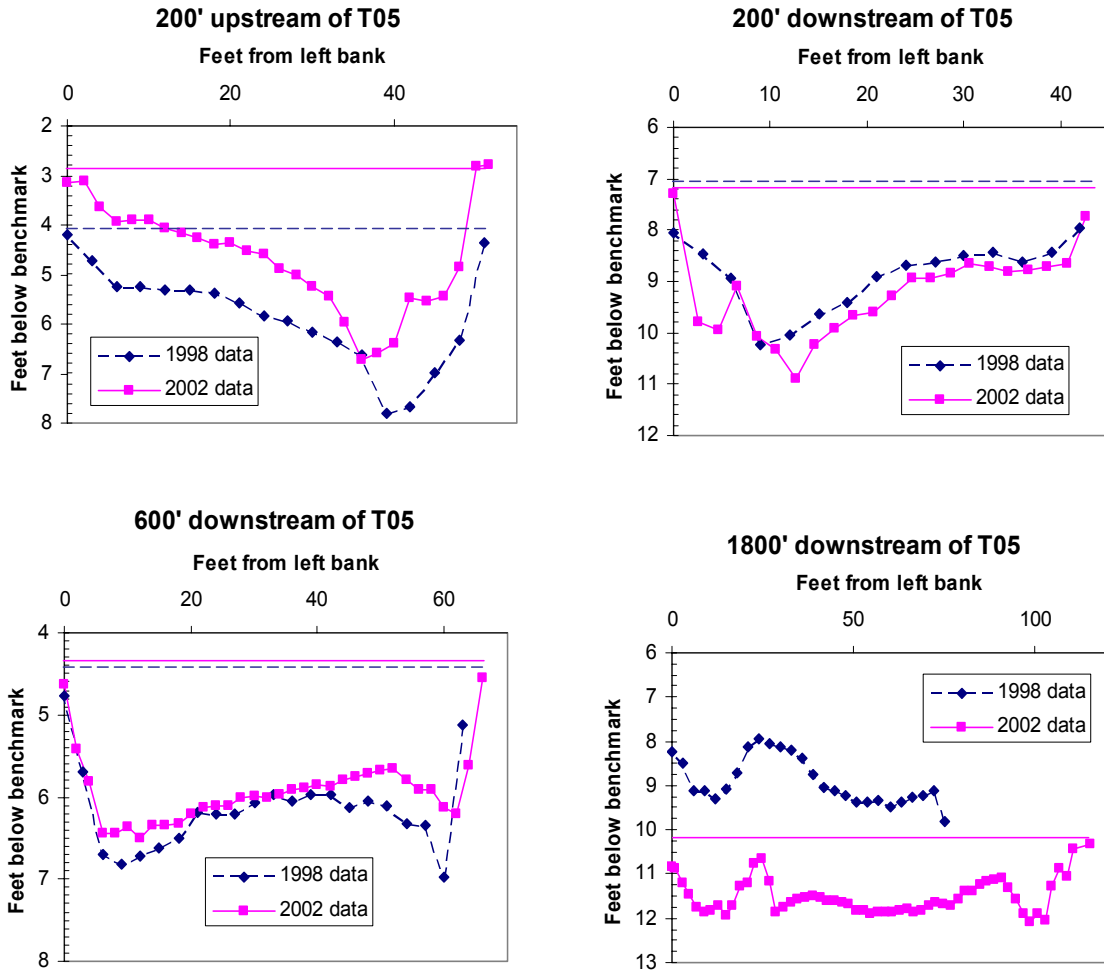 200' upstream of T05
Feet from left bank
0 20 40
Feet below benchmark
2
3
4
5
6
7
8
1998 data
2002 data
200' downstream of T05
Feet from left bank
0 10 20 30 40
Feet below benchmark
6
7
8
9
10
11
12
1998 data
2002 data
600' downstream of T05
Feet from left bank
0 20 40 60
Feet below benchmark
4
5
6
7
8
1998 data
2002 data
1800' downstream of T05
Feet from left bank
0 50 100
Feet below benchmark
6
7
8
9
10
11
12
13
1998 data
2002 data